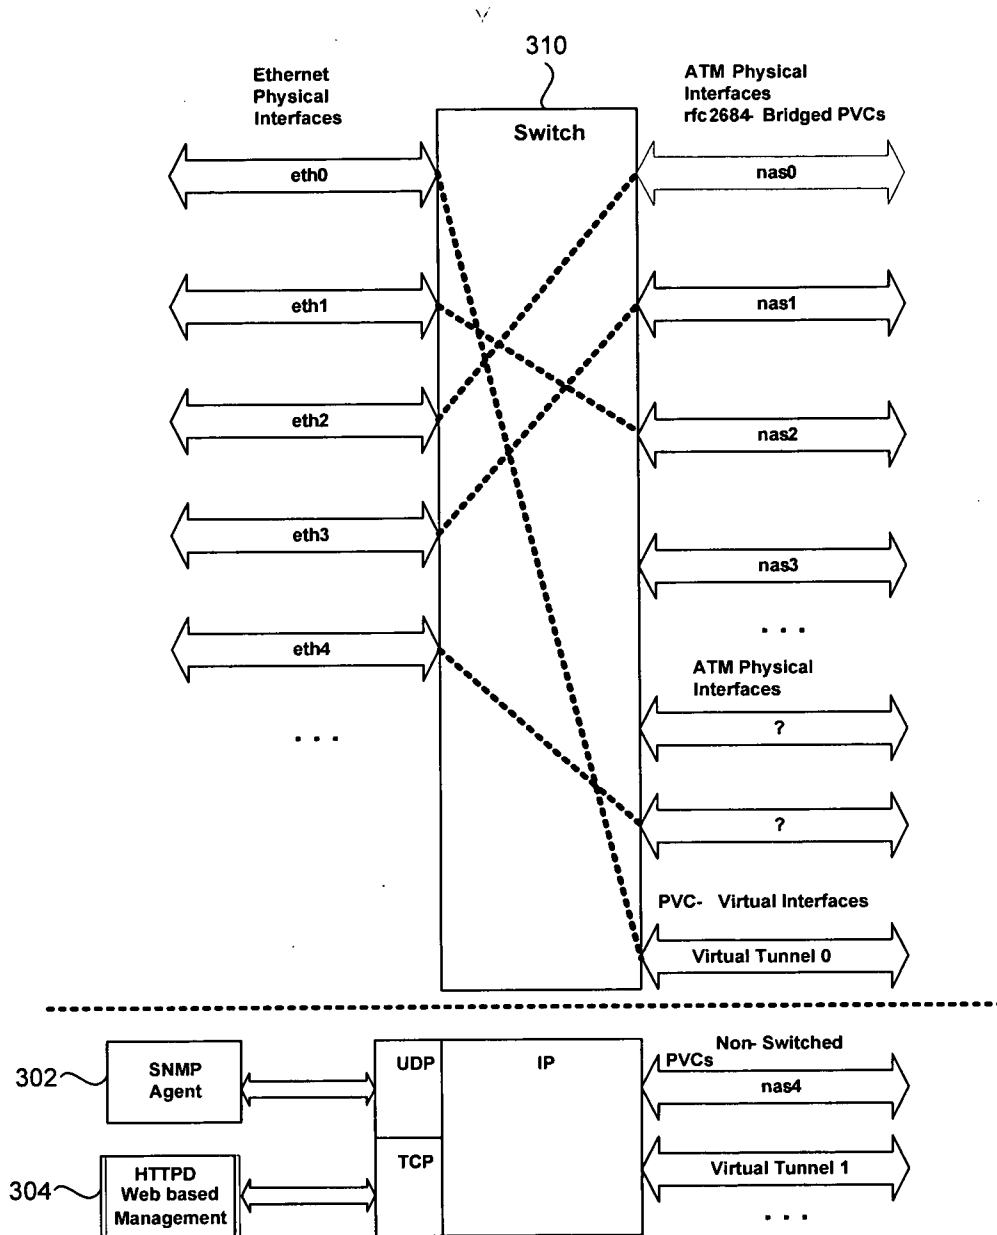 310
Ethernet
Physical
Interfaces
ATM Physical
Interfaces
rfc2684- Bridged PVCs
Switch
eth0
nas0
eth1
nas1
eth2
nas2
eth3
nas3
. . .
eth4
ATM Physical
Interfaces
. . .
?
?
PVC- Virtual Interfaces
Virtual Tunnel 0
302
SNMP
Agent
UDP
IP
Non- Switched
PVCs
nas4
304
HTTPD
Web based
Management
TCP
Virtual Tunnel 1
. . .